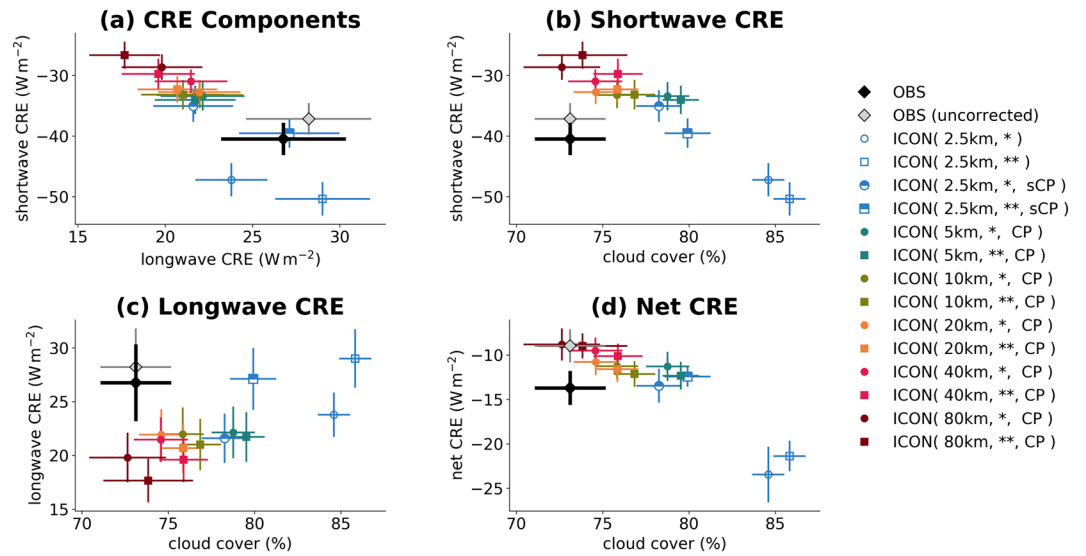 (a) CRE Components
shortwave CRE (W m⁻²)
−30
−40
−50
15 20 25 30
longwave CRE (W m⁻²)
(b) Shortwave CRE
shortwave CRE (W m⁻²)
−30
−40
−50
70 75 80 85
cloud cover (%)
(c) Longwave CRE
longwave CRE (W m⁻²)
30
25
20
15
70 75 80 85
cloud cover (%)
(d) Net CRE
net CRE (W m⁻²)
−10
−15
−20
−25
70 75 80 85
cloud cover (%)
OBS
OBS (uncorrected)
ICON( 2.5km, * )
ICON( 2.5km, ** )
ICON( 2.5km, *, sCP )
ICON( 2.5km, **, sCP )
ICON( 5km, *, CP )
ICON( 5km, **, CP )
ICON( 10km, *, CP )
ICON( 10km, **, CP )
ICON( 20km, *, CP )
ICON( 20km, **, CP )
ICON( 40km, *, CP )
ICON( 40km, **, CP )
ICON( 80km, *, CP )
ICON( 80km, **, CP )